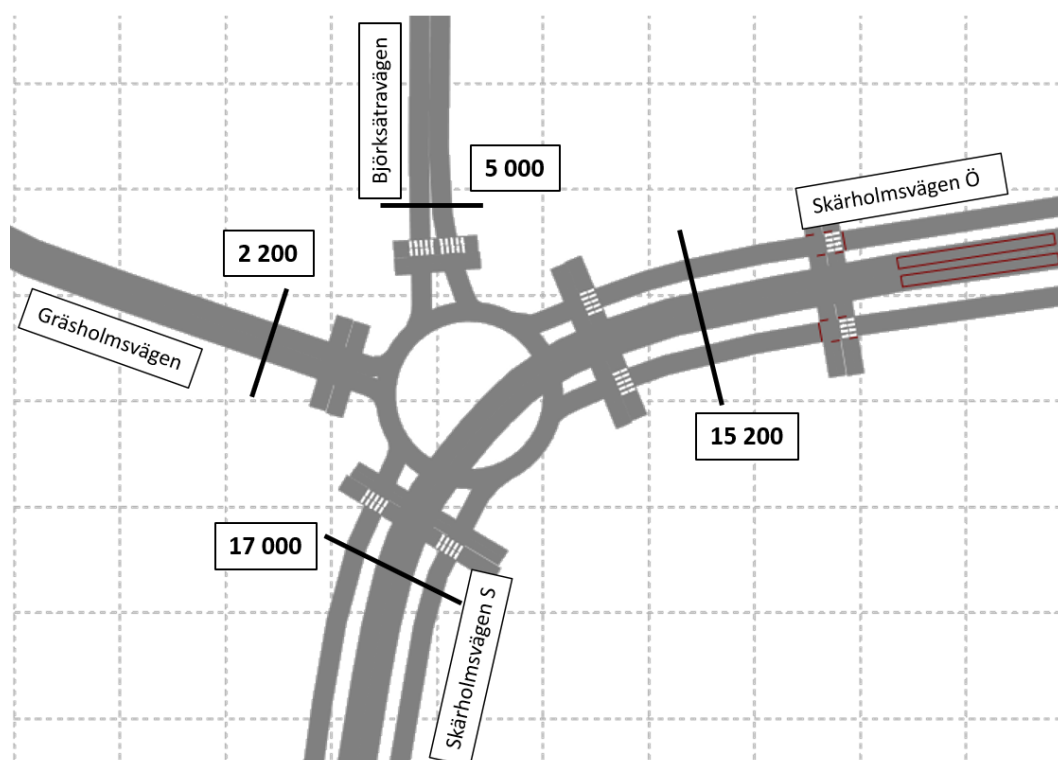 Björksätravägen
5 000
Skärholmsvägen Ö
2 200
Gräsholmsvägen
15 200
17 000
Skärholmsvägen S